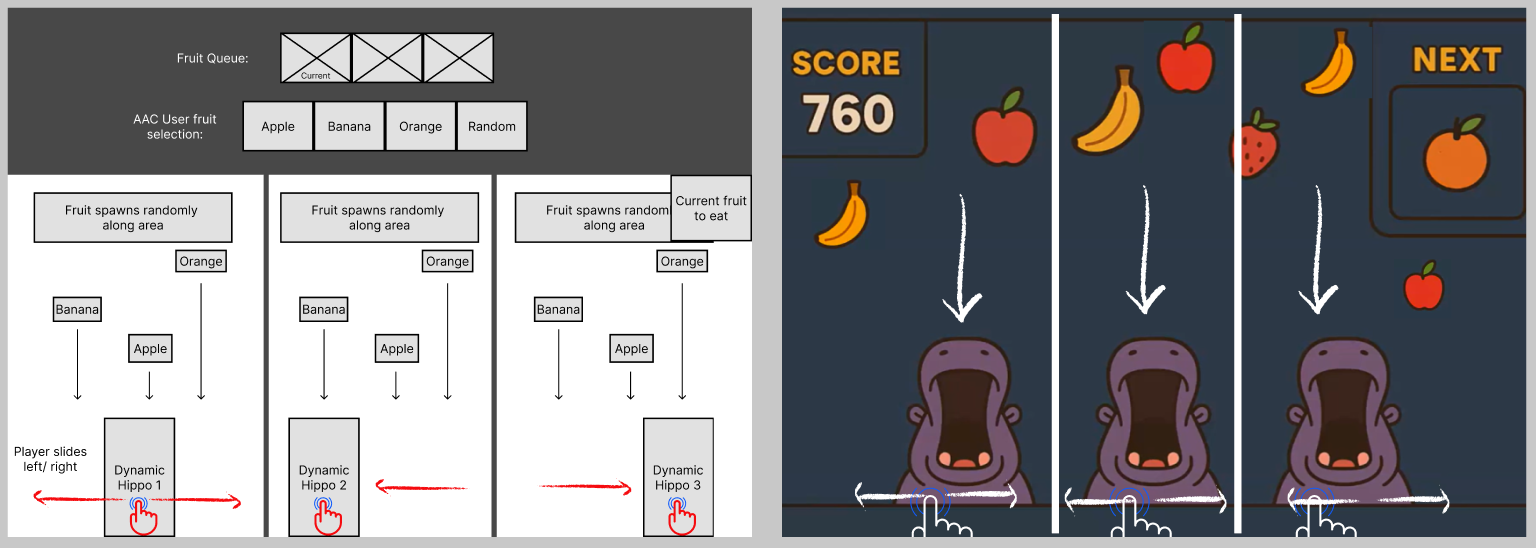 Fruit Queue:
Current
AAC User fruit
selection:
Apple
Banana
Orange
Random
Fruit spawns randomly
along area
Fruit spawns randomly
along area
Fruit spawns random
along area
Current fruit
to eat
Orange
Orange
Orange
Banana
Banana
Banana
Apple
Apple
Apple
Player slides
left/ right
Dynamic
Hippo 1
Dynamic
Hippo 2
Dynamic
Hippo 3
SCORE
760
NEXT